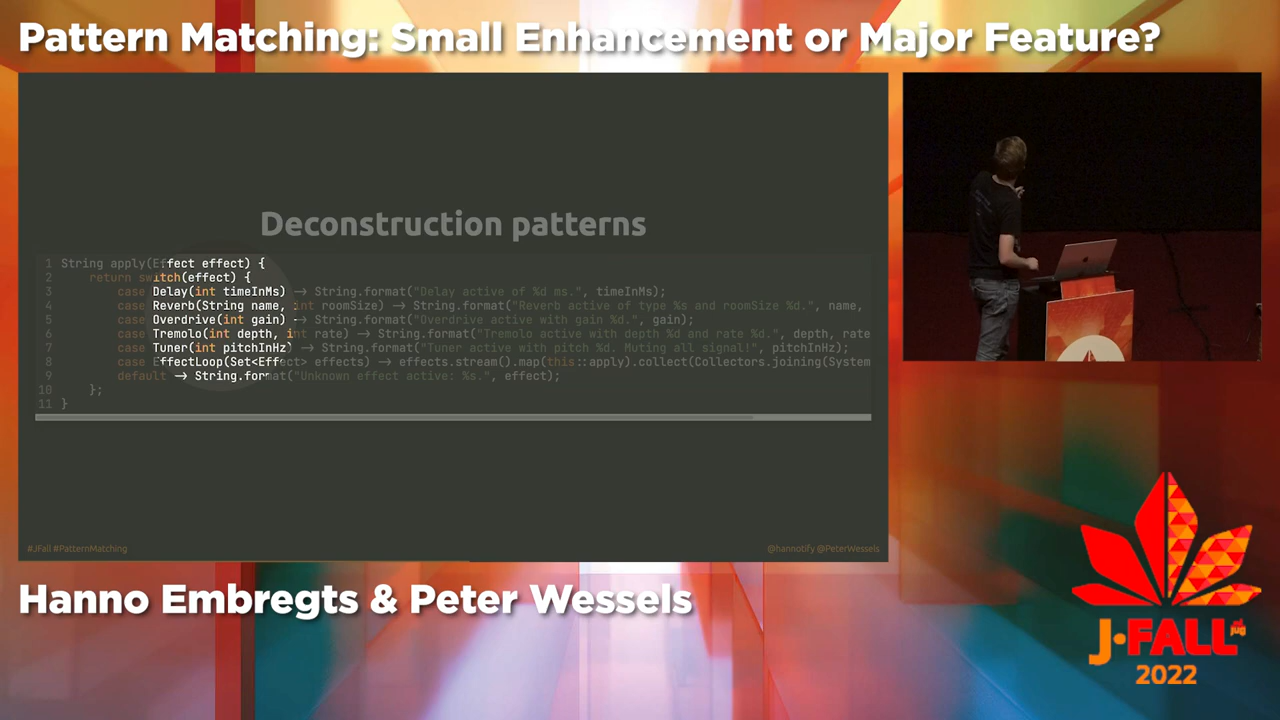 Pattern Matching: Small Enhancement or Major Feature?
Deconstruction patterns
1 String apply(Effect effect) {
2 return switch(effect) {
3 case Delay(int timeInMs) -> String.format("Delay active of %d ms.", timeInMs);
4 case Reverb(String name, int roomSize) -> String.format("Reverb active of type %s and roomSize %d.", name,
5 case Overdrive(int gain) -> String.format("Overdrive active with gain %d.", gain);
6 case Tremolo(int depth, int rate) -> String.format("Tremolo active with depth %d and rate %d.", depth, rate
7 case Tuner(int pitchInHz) -> String.format("Tuner active with pitch %d. Muting all signal!", pitchInHz);
8 case EffectLoop(Set<Effect> effects) -> effects.stream().map(this::apply).collect(Collectors.joining(System
9 default -> String.format("Unknown effect active: %s.", effect);
10 };
11 }
#JFall #PatternMatching
@hannotify @PeterWessels
Hanno Embregts & Peter Wessels
J-FALL
nljug
2022